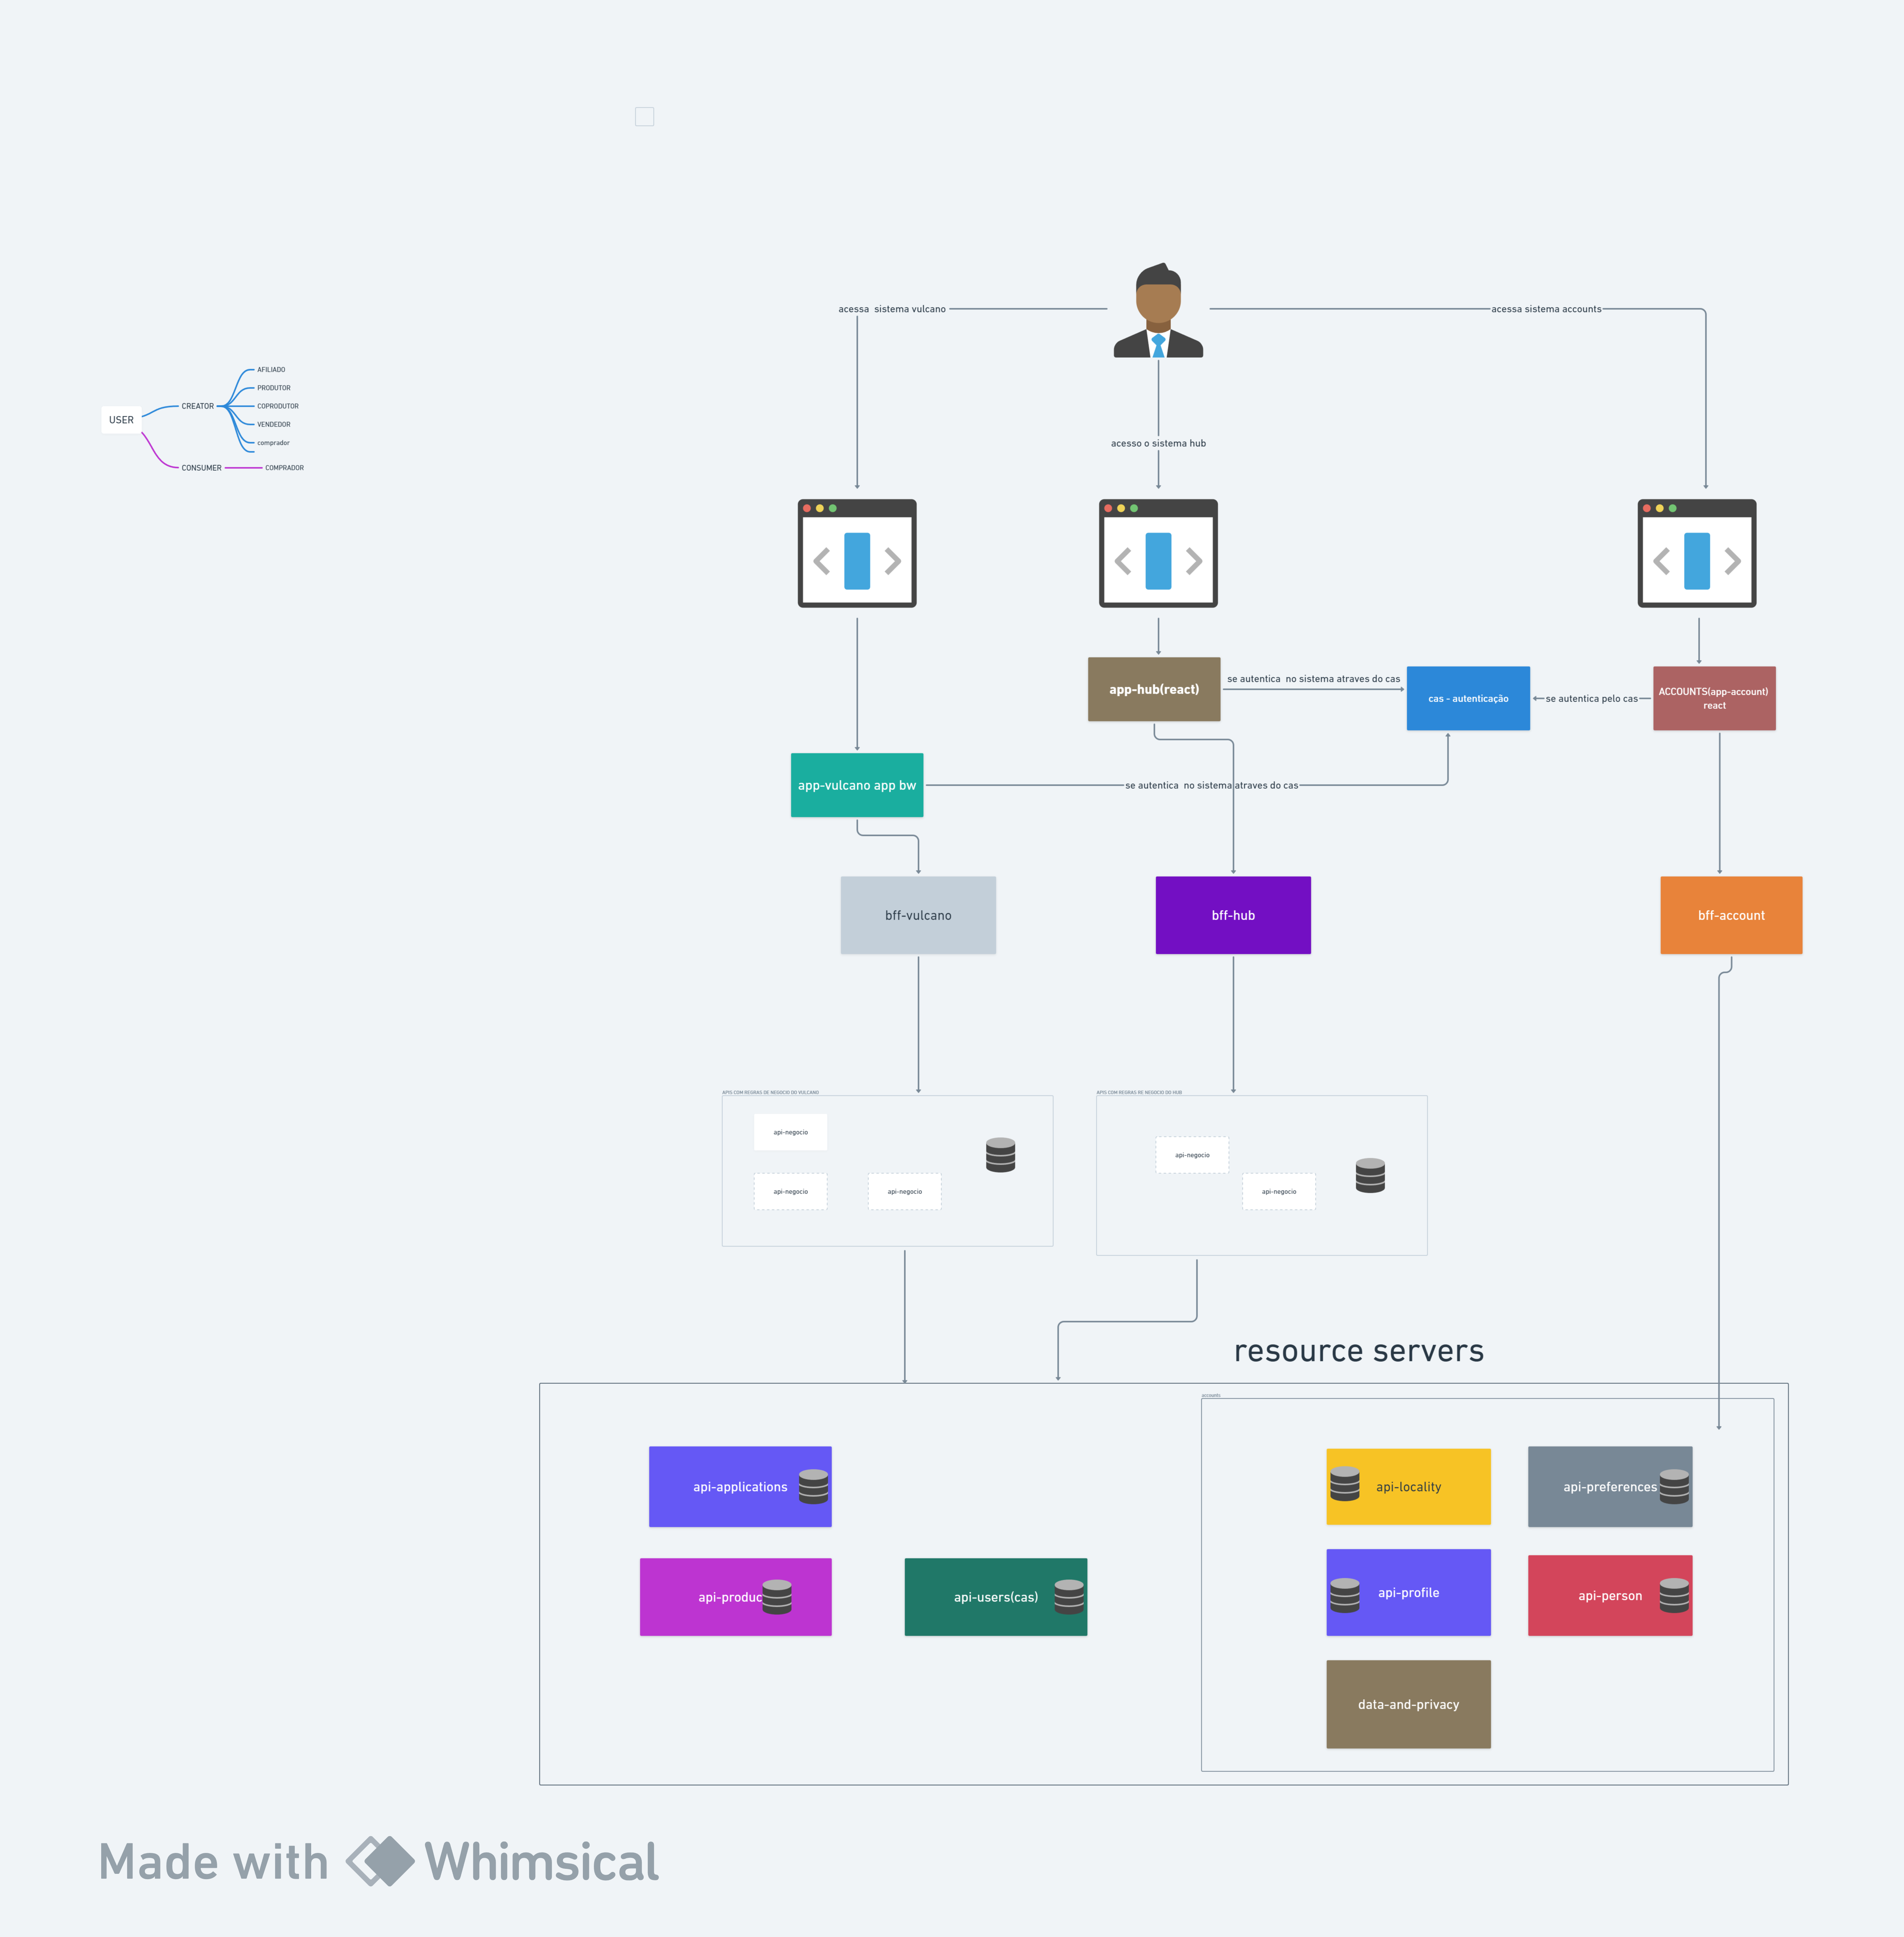 acessa  sistema vulcano
acessa sistema accounts
AFILIADO
PRODUTOR
USER
CREATOR
COPRODUTOR
VENDEDOR
comprador
CONSUMER
COMPRADOR
acesso o sistema hub
app-hub(react)
se autentica  no sistema atraves do cas
cas - autenticação
se autentica pelo cas
ACCOUNTS(app-account)
react
app-vulcano app bw
se autentica  no sistema atraves do cas
bff-vulcano
bff-hub
bff-account
APIS COM REGRAS DE NEGOCIO DO VULCANO
APIS COM REGRAS RE NEGOCIO DO HUB
api-negocio
api-negocio
api-negocio
api-negocio
api-negocio
resource servers
accounts
api-applications
api-locality
api-preferences
api-produc
api-users(cas)
api-profile
api-person
data-and-privacy
Made with Whimsical